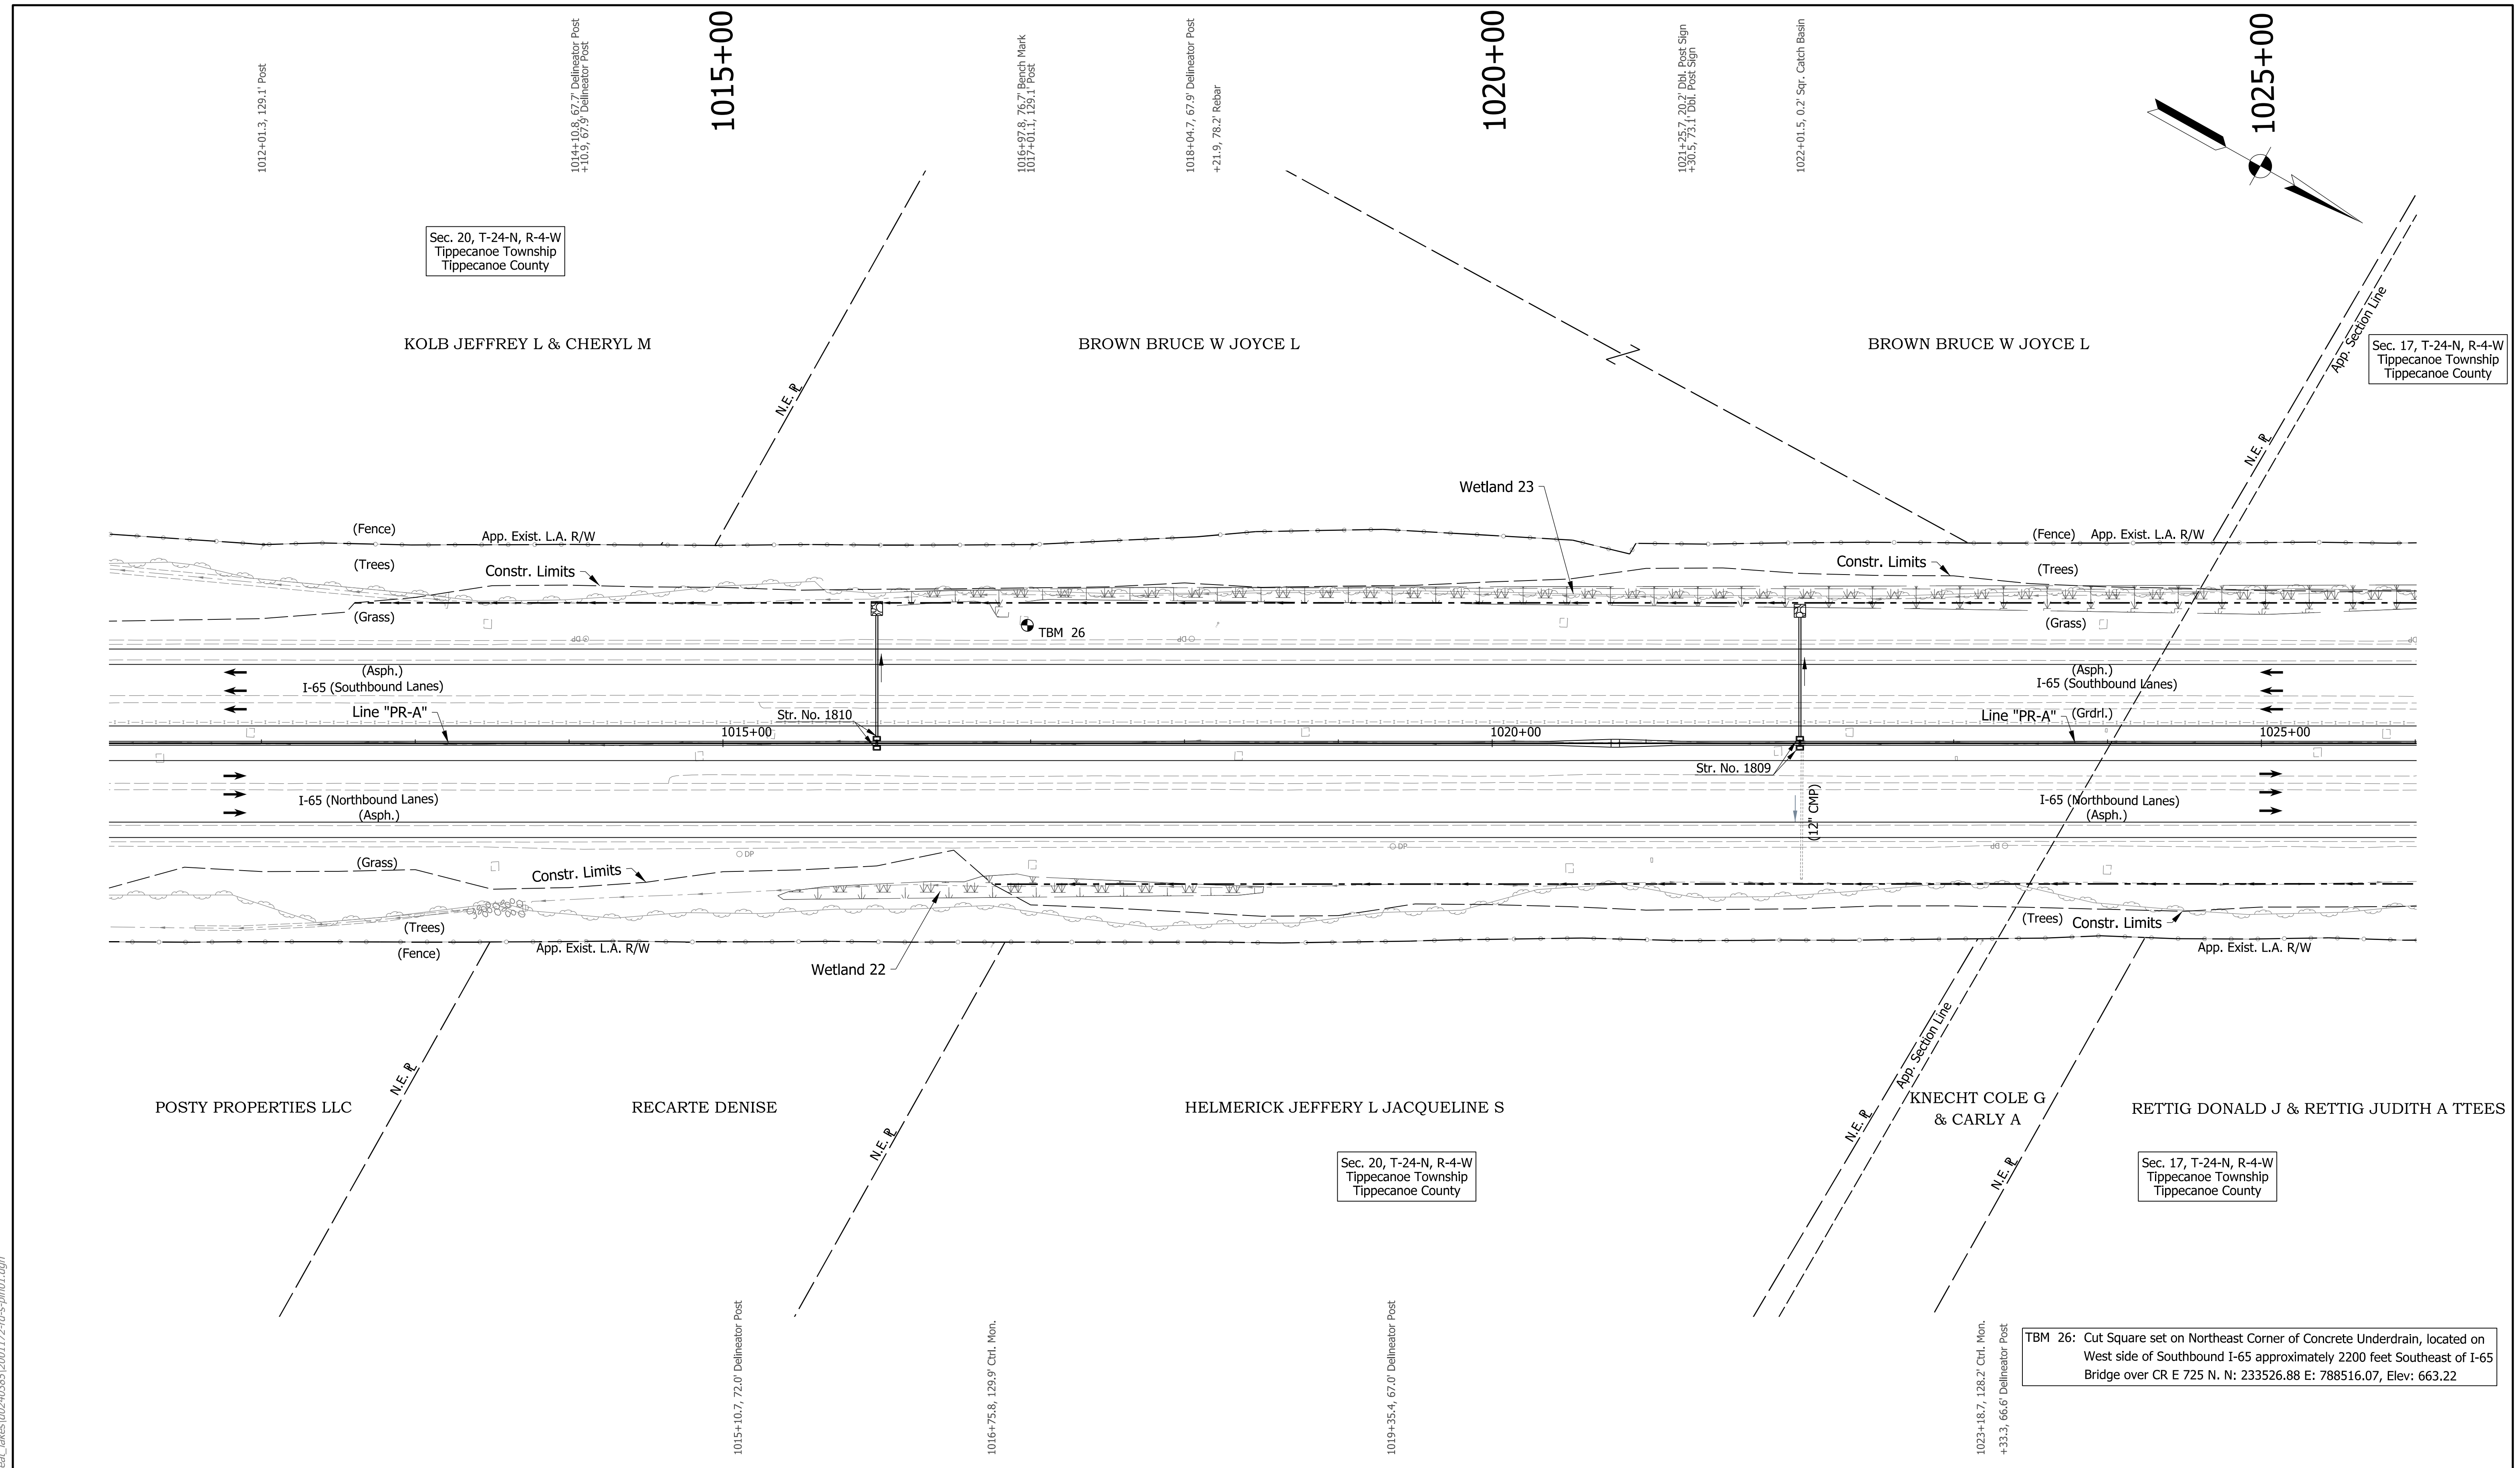 1012+01.3, 129.1' Post
1014+10.8, 67.7' Delineator Post
+10.9, 67.9' Delineator Post
1015+00
1016+97.8, 76.7' Bench Mark
1017+01.1, 129.1' Post
1018+04.7, 67.9' Delineator Post
+21.9, 78.2' Rebar
1020+00
1021+25.7, 20.2' Dbl. Post Sign
+30.5, 73.1' Dbl. Post Sign
1022+01.5, 0.2' Sqr. Catch Basin
1025+00
Sec. 20, T-24-N, R-4-W
Tippecanoe Township
Tippecanoe County
KOLB JEFFREY L & CHERYL M
N.E. PL
BROWN BRUCE W JOYCE L
BROWN BRUCE W JOYCE L
App. Section Line
N.E. PL
Sec. 17, T-24-N, R-4-W
Tippecanoe Township
Tippecanoe County
Wetland 23
(Fence)
App. Exist. L.A. R/W
(Fence)
App. Exist. L.A. R/W
(Trees)
Constr. Limits
Constr. Limits
(Trees)
(Grass)
(Grass)
DP
TBM 26
DP
(Asph.)
I-65 (Southbound Lanes)
(Asph.)
I-65 (Southbound Lanes)
Line "PR-A"
Str. No. 1810
Line "PR-A"
(Grdrl.)
1015+00
1020+00
1025+00
Str. No. 1809
I-65 (Northbound Lanes)
(Asph.)
(12" CMP)
I-65 (Northbound Lanes)
(Asph.)
(Grass)
DP
DP
DP
Constr. Limits
(Trees)
(Fence)
App. Exist. L.A. R/W
Wetland 22
(Trees)
Constr. Limits
App. Exist. L.A. R/W
POSTY PROPERTIES LLC
N.E. PL
RECARTE DENISE
N.E. PL
HELMERICK JEFFERY L JACQUELINE S
App. Section Line
N.E. PL
KNECHT COLE G
& CARLY A
N.E. PL
RETTIG DONALD J & RETTIG JUDITH A TTEES
Sec. 20, T-24-N, R-4-W
Tippecanoe Township
Tippecanoe County
Sec. 17, T-24-N, R-4-W
Tippecanoe Township
Tippecanoe County
1015+10.7, 72.0' Delineator Post
1016+75.8, 129.9' Ctrl. Mon.
1019+35.4, 67.0' Delineator Post
1023+18.7, 128.2' Ctrl. Mon.
+33.3, 66.6' Delineator Post
TBM 26: Cut Square set on Northeast Corner of Concrete Underdrain, located on
West side of Southbound I-65 approximately 2200 feet Southeast of I-65
Bridge over CR E 725 N. N: 233526.88 E: 788516.07, Elev: 663.22